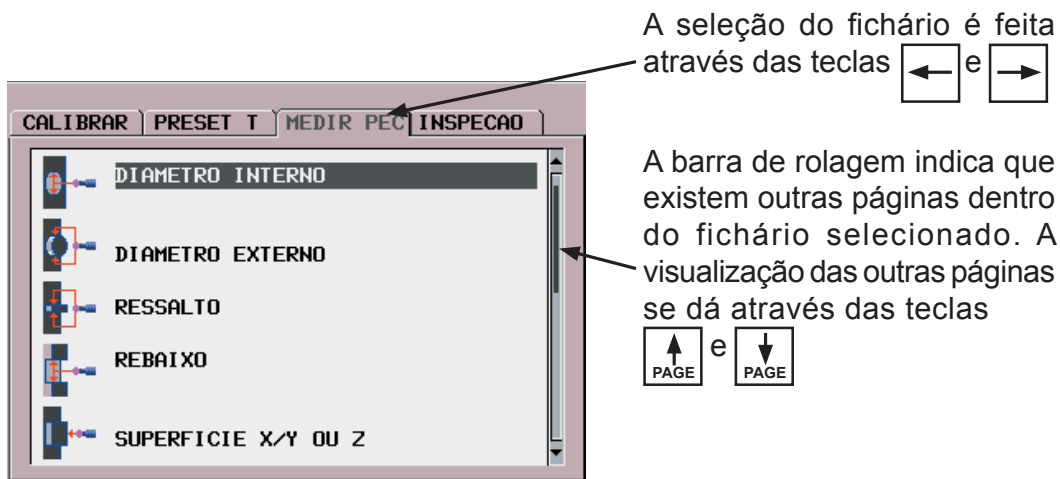 A seleção do fichário é feita
através das teclas e
CALIBRAR PRESET T MEDIR PEC INSPECAO
DIAMETRO INTERNO
DIAMETRO EXTERNO
RESSALTO
REBAIXO
SUPERFICIE X/Y OU Z
A barra de rolagem indica que
existem outras páginas dentro
do fichário selecionado. A
visualização das outras páginas
se dá através das teclas
PAGE e PAGE